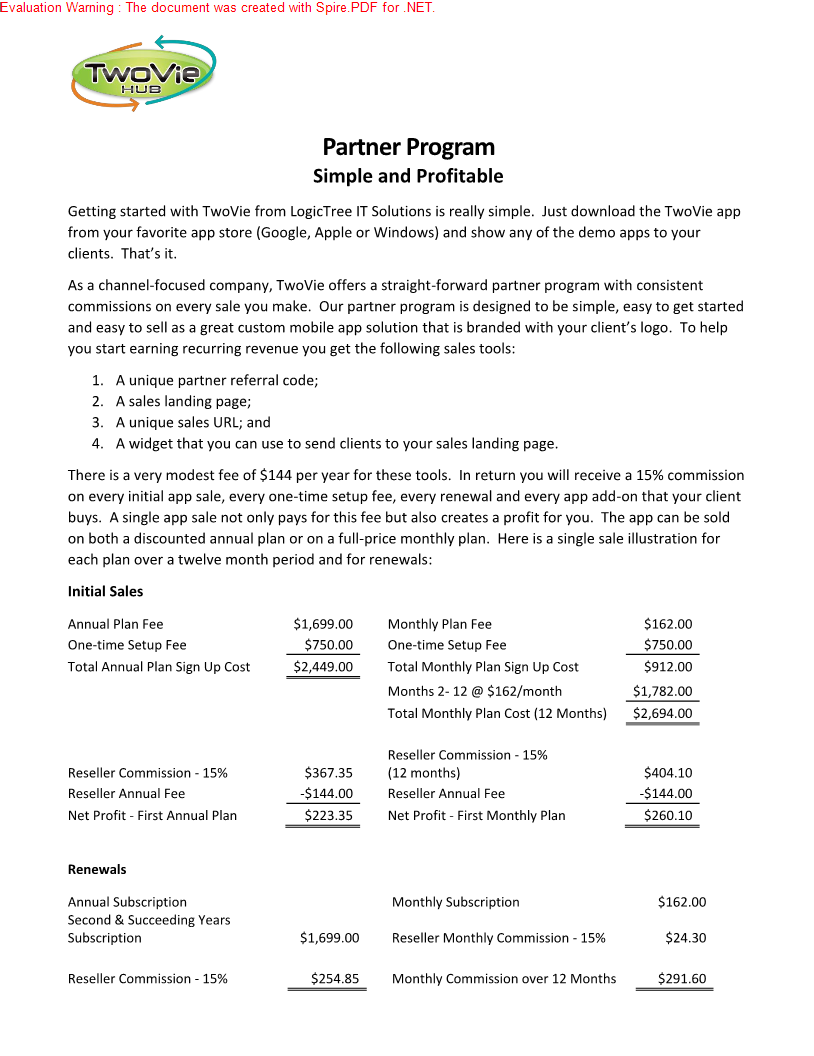 Evaluation Warning : The document was created with Spire.PDF for .NET.
TwoVie
HUB
Partner Program
Simple and Profitable
Getting started with TwoVie from LogicTree IT Solutions is really simple.  Just download the TwoVie app
from your favorite app store (Google, Apple or Windows) and show any of the demo apps to your
clients.  That's it.
As a channel-focused company, TwoVie offers a straight-forward partner program with consistent
commissions on every sale you make.  Our partner program is designed to be simple, easy to get started
and easy to sell as a great custom mobile app solution that is branded with your client's logo.  To help
you start earning recurring revenue you get the following sales tools:
1. A unique partner referral code;
2. A sales landing page;
3. A unique sales URL; and
4. A widget that you can use to send clients to your sales landing page.
There is a very modest fee of $144 per year for these tools.  In return you will receive a 15% commission
on every initial app sale, every one-time setup fee, every renewal and every app add-on that your client
buys.  A single app sale not only pays for this fee but also creates a profit for you.  The app can be sold
on both a discounted annual plan or on a full-price monthly plan.  Here is a single sale illustration for
each plan over a twelve month period and for renewals:
Initial Sales
Annual Plan Fee $1,699.00 Monthly Plan Fee $162.00
One-time Setup Fee $750.00 One-time Setup Fee $750.00
Total Annual Plan Sign Up Cost $2,449.00 Total Monthly Plan Sign Up Cost $912.00
Months 2- 12 @ $162/month $1,782.00
Total Monthly Plan Cost (12 Months) $2,694.00
Reseller Commission - 15%
Reseller Commission - 15% $367.35 (12 months) $404.10
Reseller Annual Fee -$144.00 Reseller Annual Fee -$144.00
Net Profit - First Annual Plan $223.35 Net Profit - First Monthly Plan $260.10
Renewals
Annual Subscription Monthly Subscription $162.00
Second & Succeeding Years
Subscription $1,699.00 Reseller Monthly Commission - 15% $24.30
Reseller Commission - 15% $254.85 Monthly Commission over 12 Months $291.60